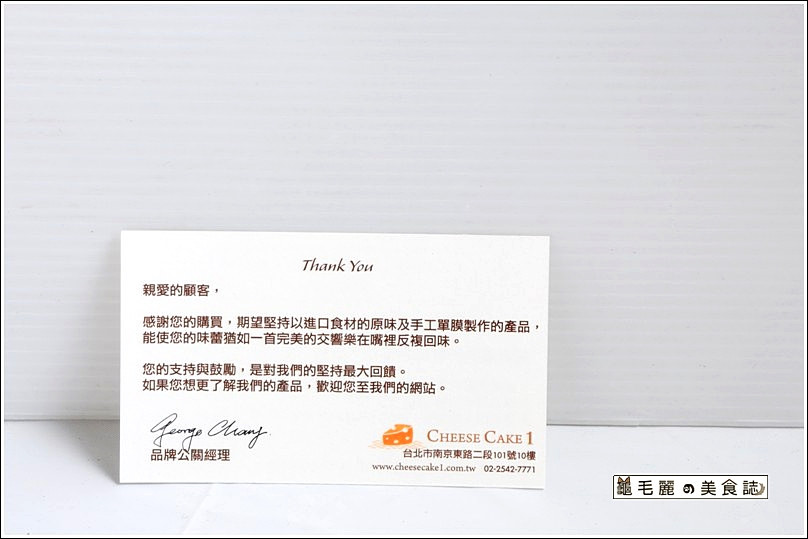 Thank You
親愛的顧客，
感謝您的購買，期望堅持以進口食材的原味及手工單膜製作的產品，
能使您的味蕾猶如一首完美的交響樂在嘴裡反複回味。
您的支持與鼓勵，是對我們的堅持最大回饋。
如果您想更了解我們的產品，歡迎您至我們的網站。
George Chang.
品牌公關經理
CHEESE CAKE 1
台北市南京東路二段101號10樓
www.cheesecake1.com.tw 02-2542-7771
毛麗の美食誌